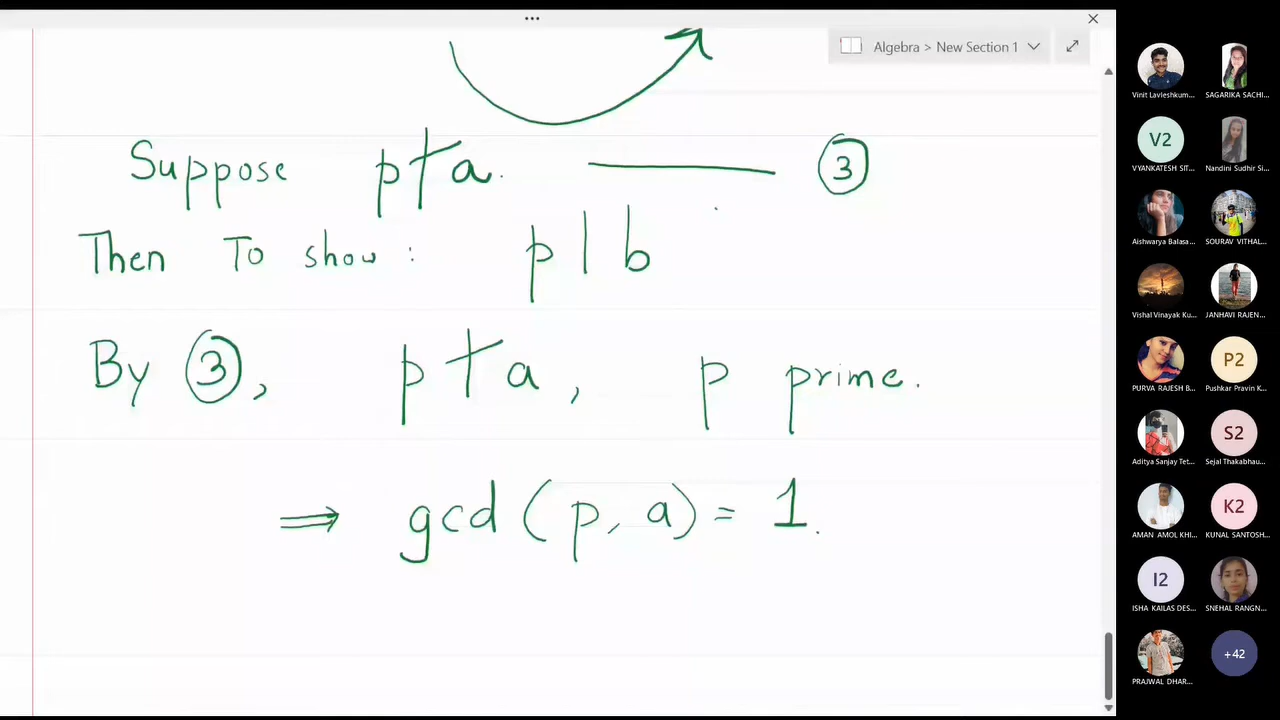 Algebra > New Section 1
Suppose p∤a. ——— ③
Then To show : p | b
By ③, p∤a, p prime.
⟹ gcd(p, a) = 1.
Vinit Lavleshkum...
SAGARIKA SACHI...
V2
VYANKATESH SIT...
Nandini Sudhir Si...
Aishwarya Balasa...
SOURAV VITHAL...
Vishal Vinayak Ku...
JANHAVI RAJEN...
PURVA RAJESH B...
P2
Pushkar Pravin K...
Aditya Sanjay Tet...
S2
Sejal Thakabhau...
AMAN AMOL KHI...
K2
KUNAL SANTOSH...
I2
ISHA KAILAS DES...
SNEHAL RANGN...
PRAJWAL DHAR...
+42